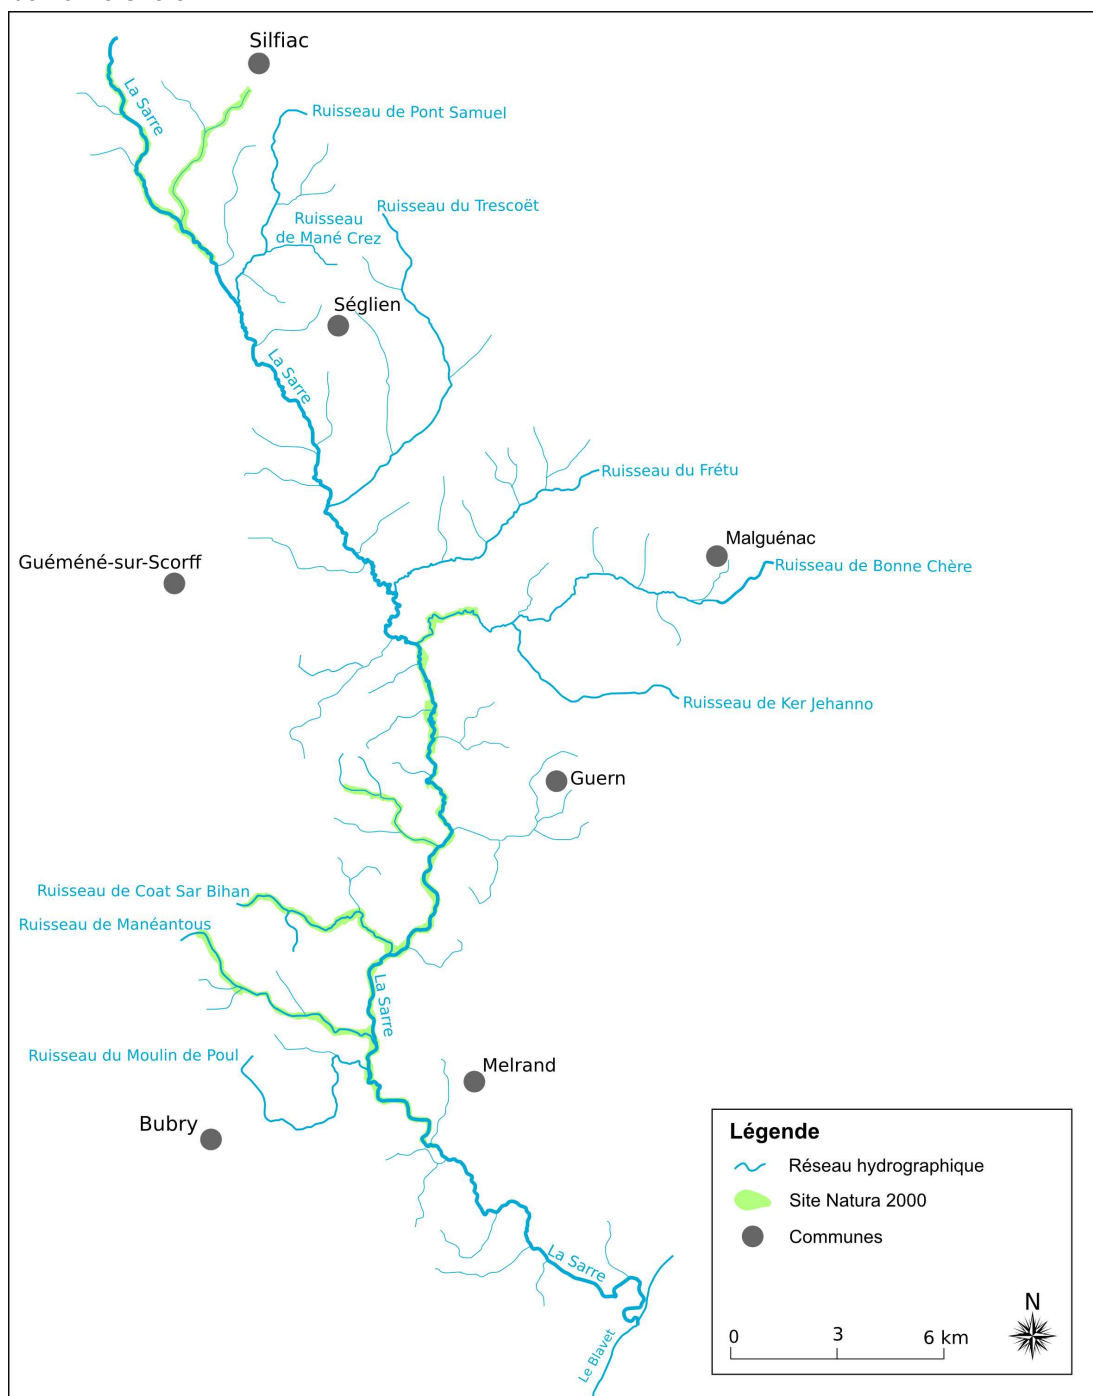 Silfiac
La Sarre
Ruisseau de Pont Samuel
Ruisseau du Trescoët
Ruisseau
de Mané Crez
Séglien
La Sarre
Ruisseau du Frétu
Malguénac
Guéméné-sur-Scorff
Ruisseau de Bonne Chère
Ruisseau de Ker Jehanno
Guern
Ruisseau de Coat Sar Bihan
Ruisseau de Manéantous
La Sarre
Ruisseau du Moulin de Poul
Melrand
Bubry
La Sarre
Le Blavet
Légende
Réseau hydrographique
Site Natura 2000
Communes
N
0 3 6 km